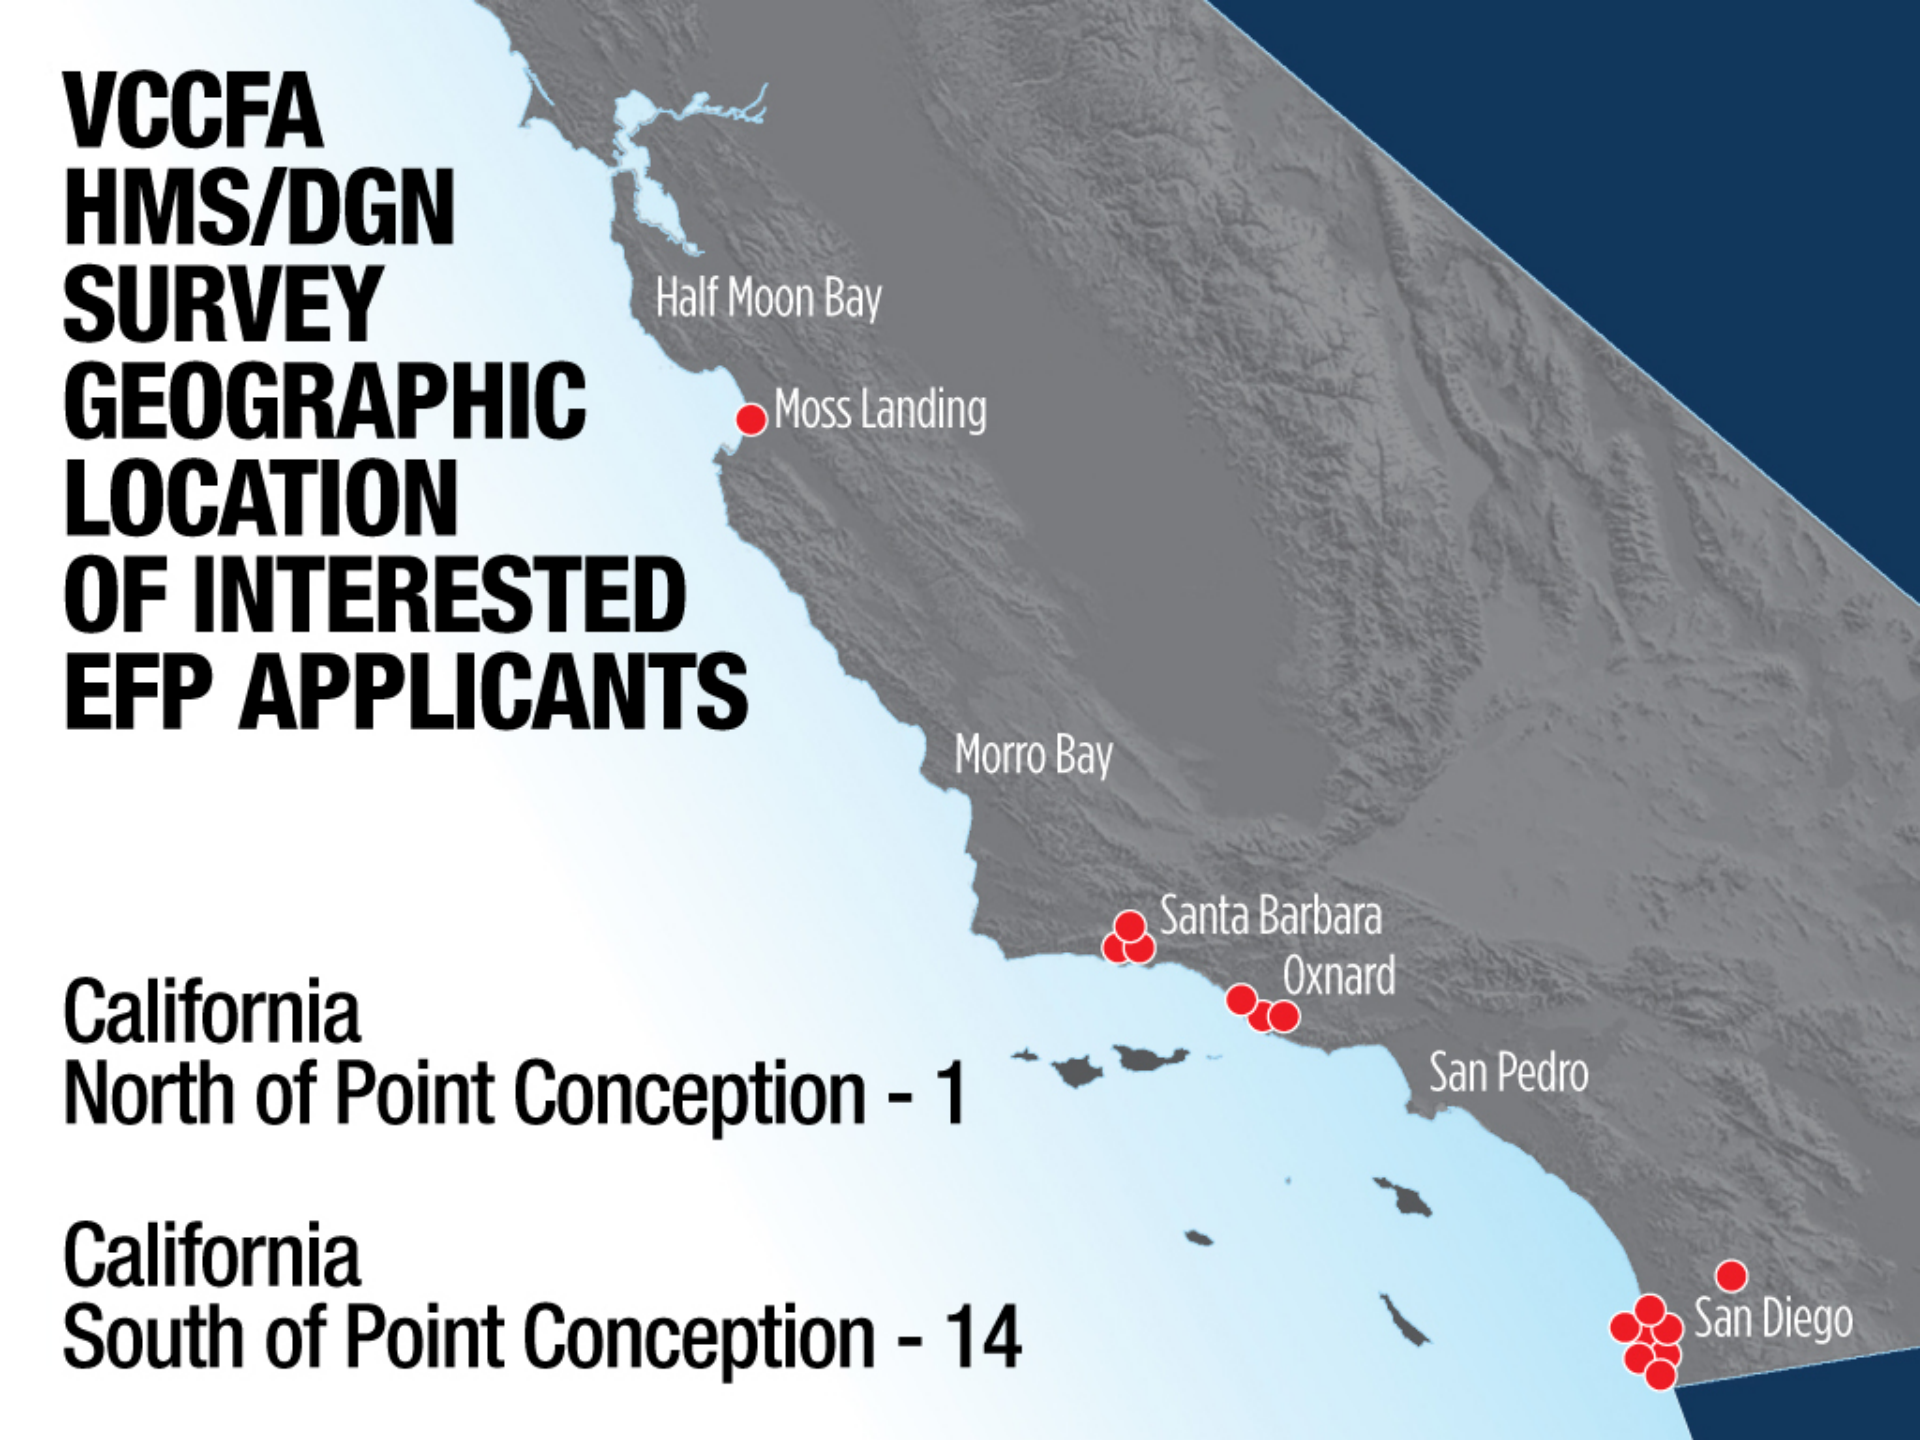 VCCFA
HMS/DGN
SURVEY
GEOGRAPHIC
LOCATION
OF INTERESTED
EFP APPLICANTS
Half Moon Bay
Moss Landing
Morro Bay
Santa Barbara
Oxnard
San Pedro
San Diego
California
North of Point Conception - 1
California
South of Point Conception - 14